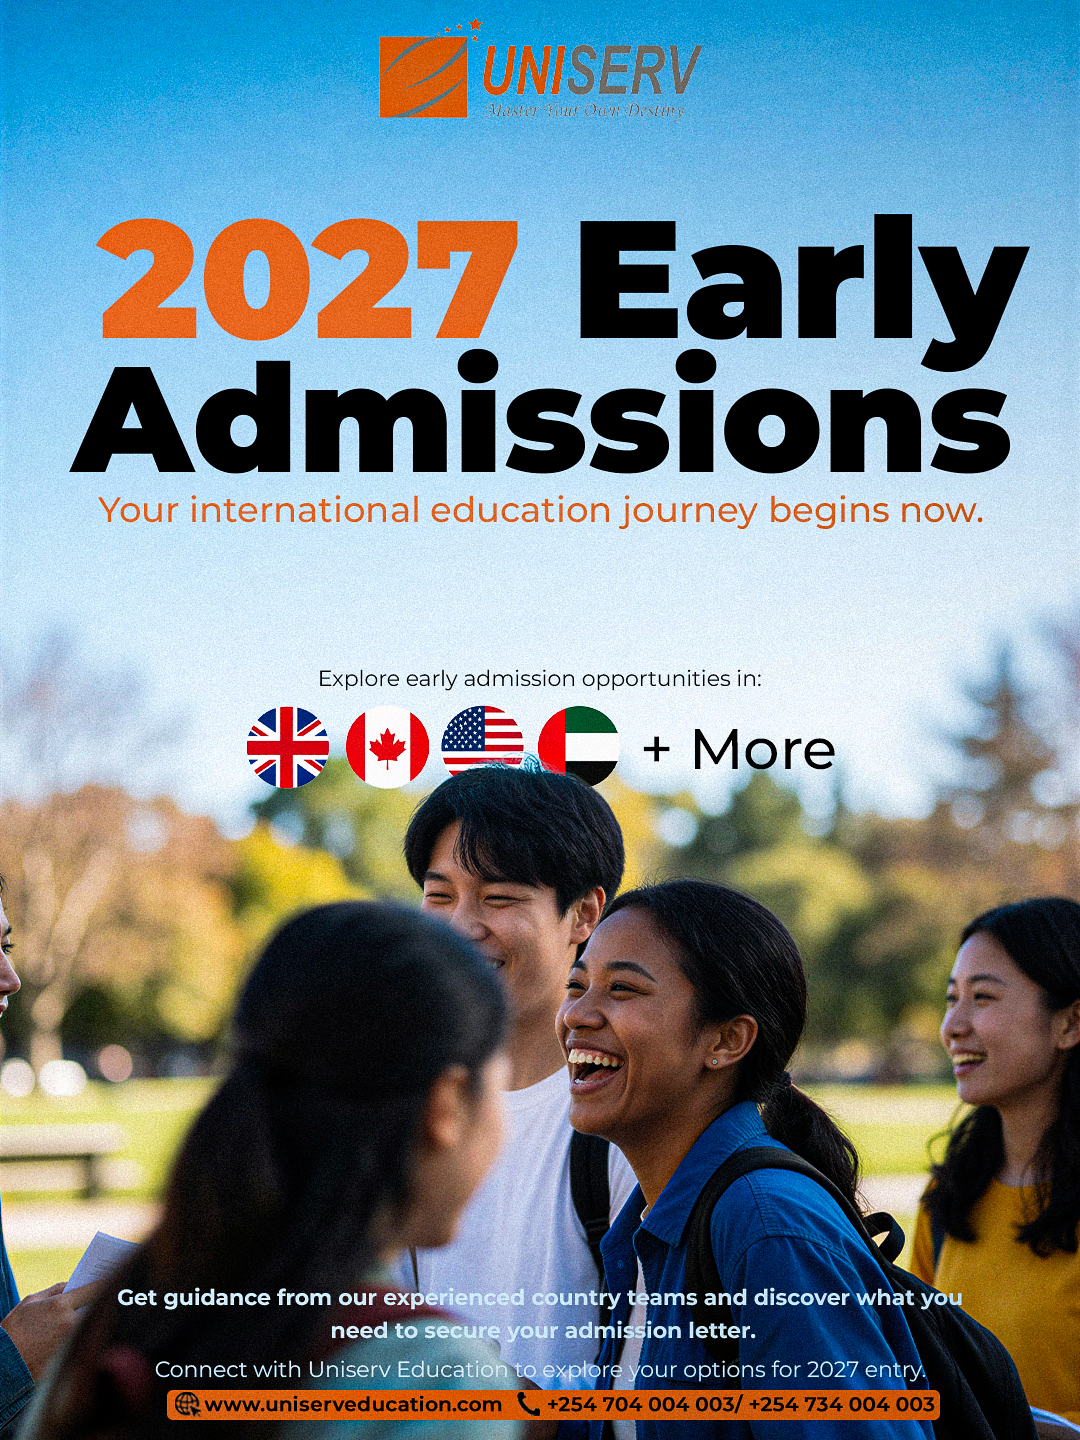 UNISERV
Master Your Own Destiny
2027 Early
Admissions
Your international education journey begins now.
Explore early admission opportunities in:
+ More
Get guidance from our experienced country teams and discover what you
need to secure your admission letter.
Connect with Uniserv Education to explore your options for 2027 entry.
www.uniserveducation.com +254 704 004 003/ +254 734 004 003